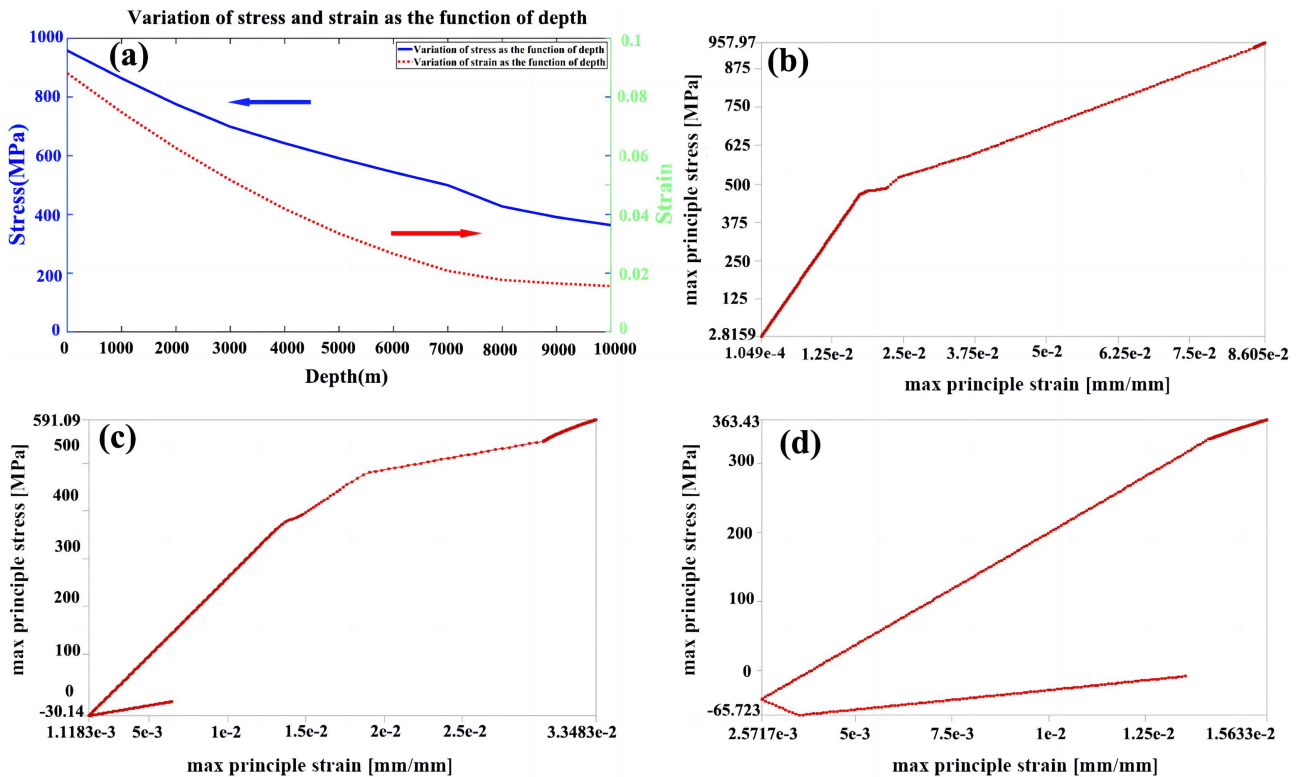 Variation of stress and strain as the function of depth
(a)
Variation of stress as the function of depth
Variation of strain as the function of depth
Stress(MPa)
1000
800
600
400
200
0
Strain
0.1
0.08
0.06
0.04
0.02
0
0 1000 2000 3000 4000 5000 6000 7000 8000 9000 10000
Depth(m)
(b)
max principle stress [MPa]
957.97
875
750
625
500
375
250
125
2.8159
1.049e-4 1.25e-2 2.5e-2 3.75e-2 5e-2 6.25e-2 7.5e-2 8.605e-2
max principle strain [mm/mm]
(c)
max principle stress [MPa]
591.09
500
400
300
200
100
0
-30.14
1.1183e-3 5e-3 1e-2 1.5e-2 2e-2 2.5e-2 3.3483e-2
max principle strain [mm/mm]
(d)
max principle stress [MPa]
363.43
300
200
100
0
-65.723
2.5717e-3 5e-3 7.5e-3 1e-2 1.25e-2 1.5633e-2
max principle strain [mm/mm]